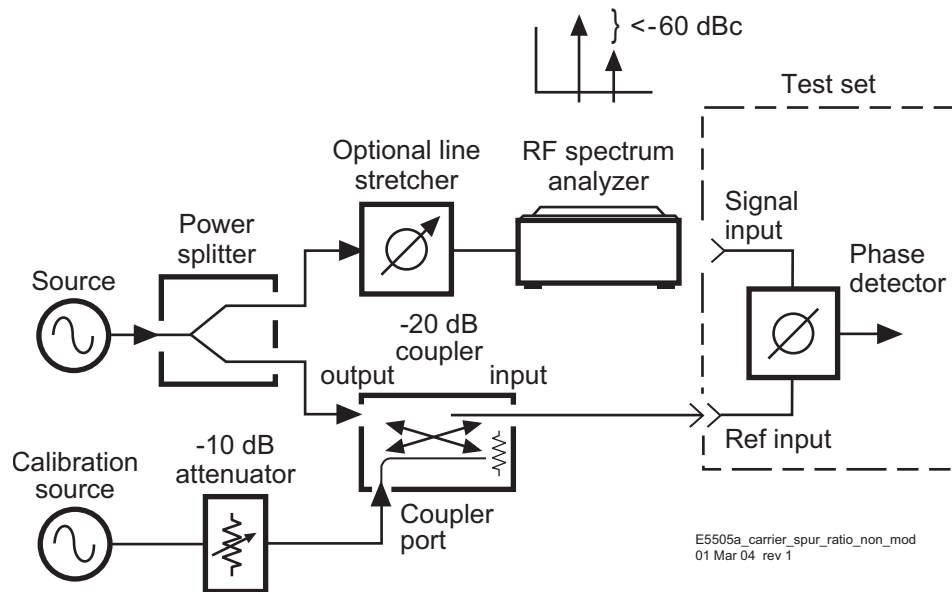 } <-60 dBc
Test set
Optional line
stretcher
RF spectrum
analyzer
Signal
input
Power
splitter
Phase
detector
Source
-20 dB
coupler
output
input
Ref input
-10 dB
attenuator
Calibration
source
Coupler
port
E5505a_carrier_spur_ratio_non_mod
01 Mar 04 rev 1